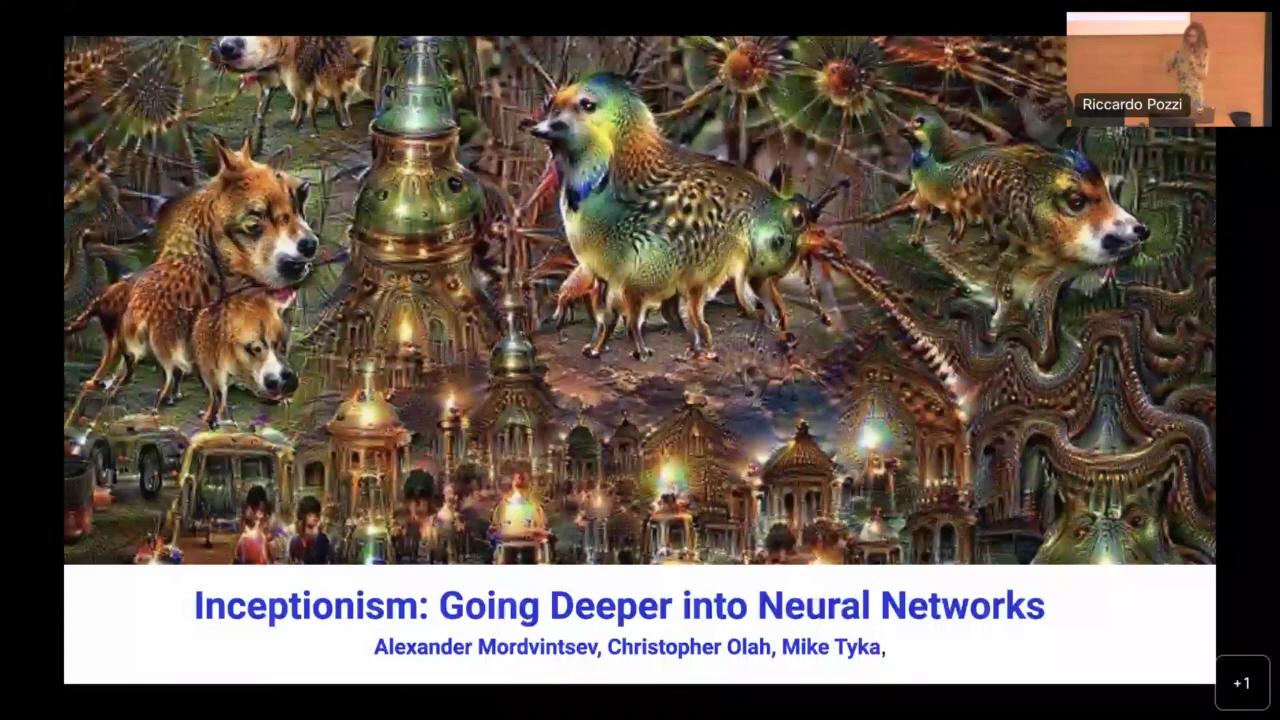 Riccardo Pozzi
Inceptionism: Going Deeper into Neural Networks
Alexander Mordvintsev, Christopher Olah, Mike Tyka,
+1